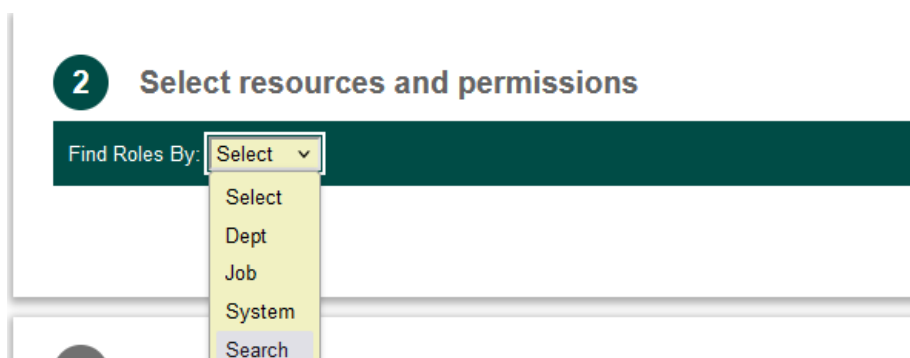 2
Select resources and permissions
Find Roles By: Select
Select
Dept
Job
System
Search